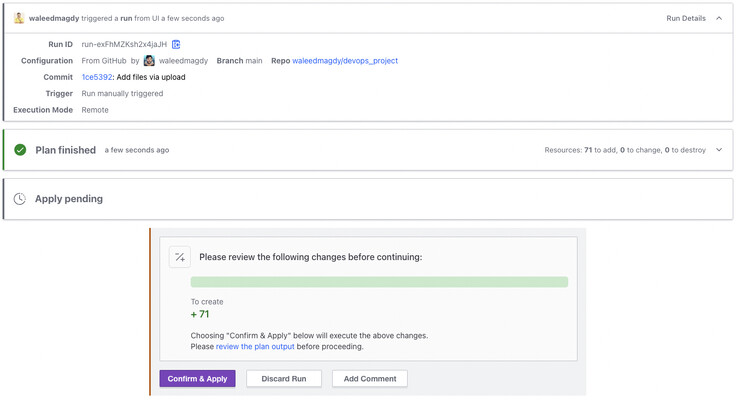 waleedmagdy triggered a run from UI a few seconds ago Run Details
Run ID run-exFhMZKsh2x4jaJH
Configuration From GitHub by waleedmagdy Branch main Repo waleedmagdy/devops_project
Commit 1ce5392: Add files via upload
Trigger Run manually triggered
Execution Mode Remote
Plan finished a few seconds ago Resources: 71 to add, 0 to change, 0 to destroy
Apply pending
Please review the following changes before continuing:
To create
+ 71
Choosing "Confirm & Apply" below will execute the above changes.
Please review the plan output before proceeding.
Confirm & Apply Discard Run Add Comment